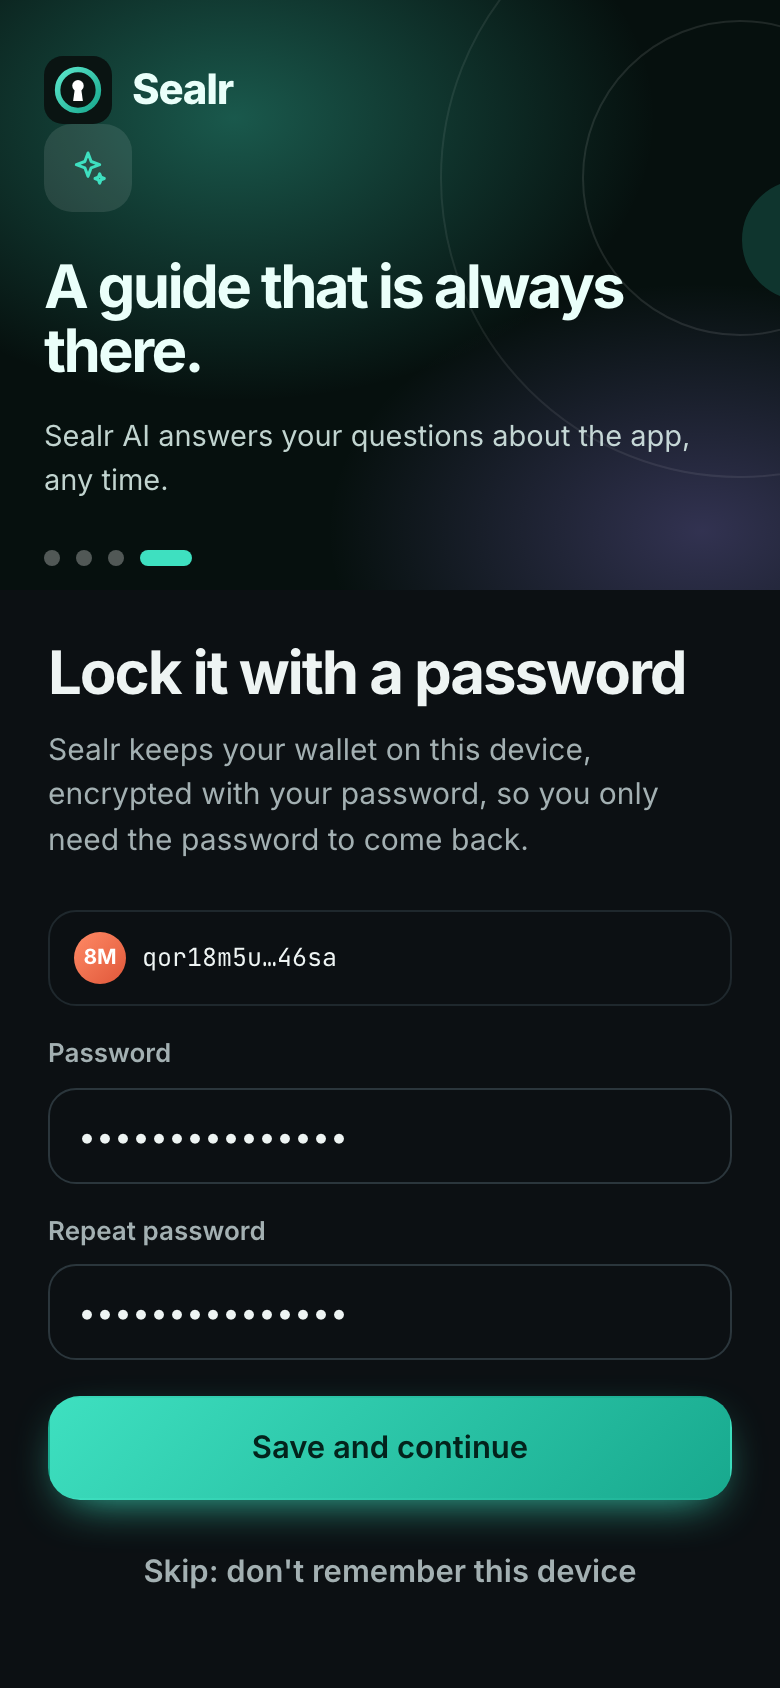 Sealr
A guide that is always
there.
Sealr AI answers your questions about the app,
any time.
Lock it with a password
Sealr keeps your wallet on this device,
encrypted with your password, so you only
need the password to come back.
8M qor18m5u…46sa
Password
•••••••••••••••
Repeat password
•••••••••••••••
Save and continue
Skip: don't remember this device